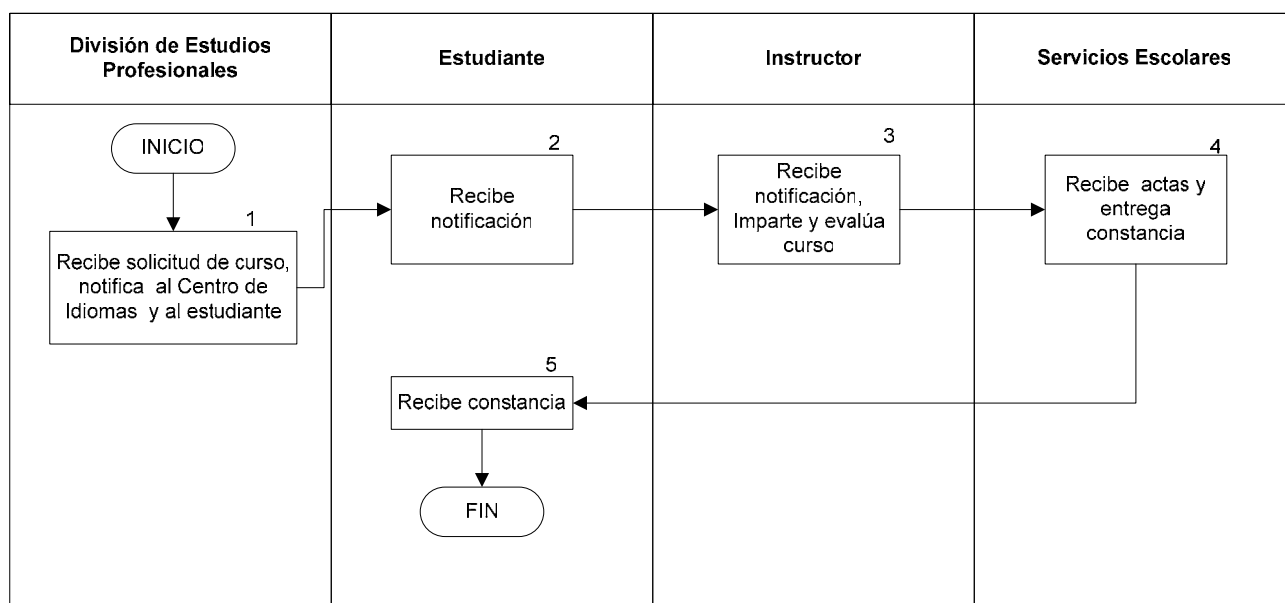 División de Estudios
Profesionales
Estudiante
Instructor
Servicios Escolares
INICIO
1
Recibe solicitud de curso,
notifica al Centro de
Idiomas y al estudiante
2
Recibe
notificación
3
Recibe
notificación,
Imparte y evalúa
curso
4
Recibe actas y
entrega
constancia
5
Recibe constancia
FIN